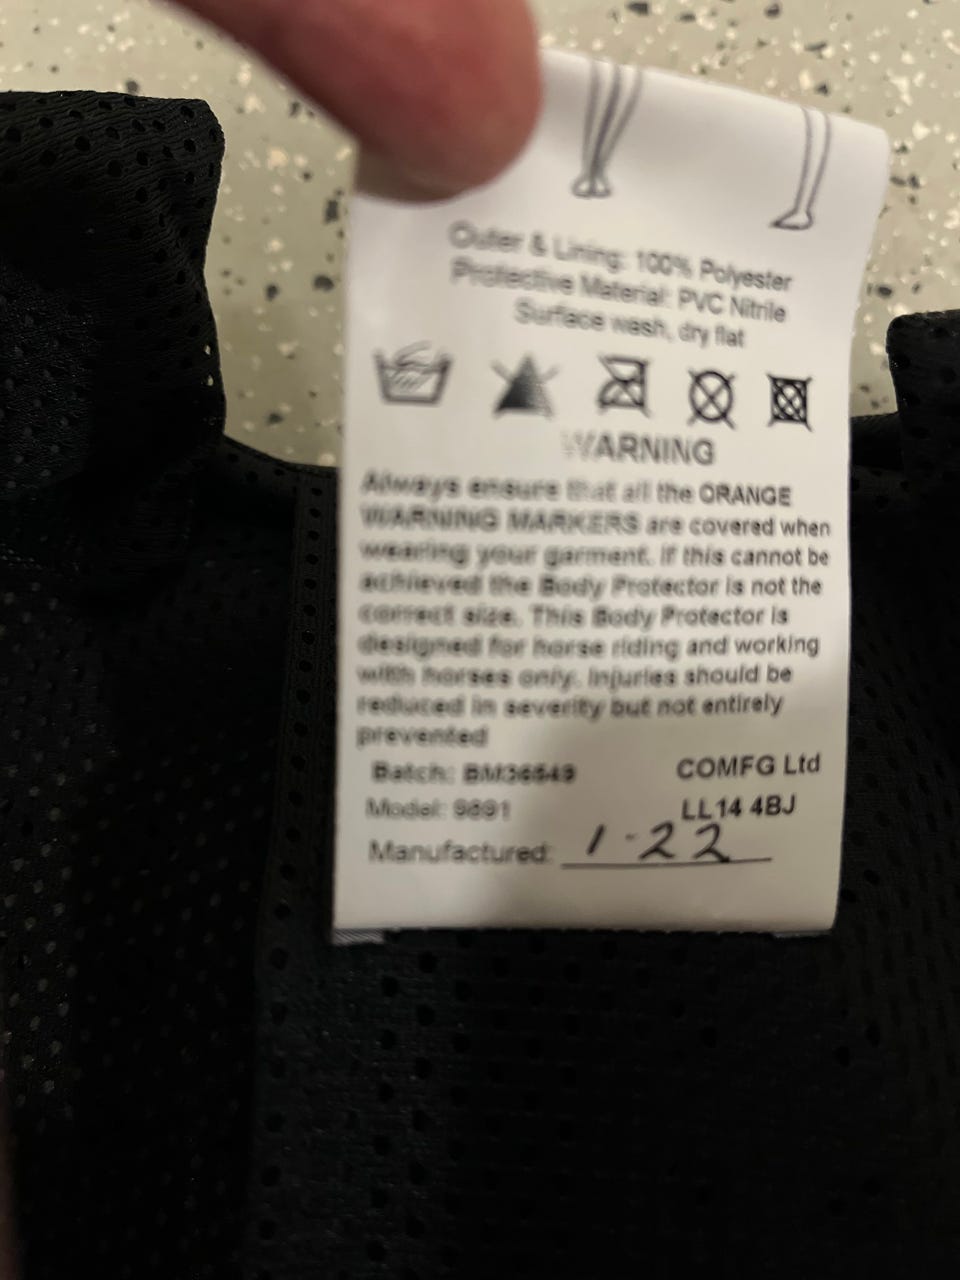 Outer & Lining: 100% Polyester
Protective Material: PVC Nitrile
Surface wash, dry flat
WARNING
Always ensure that all the ORANGE
WARNING MARKERS are covered when
wearing your garment. If this cannot be
achieved the Body Protector is not the
correct size. This Body Protector is
designed for horse riding and working
with horses only. Injuries should be
reduced in severity but not entirely
prevented
Batch: BM36549 COMFG Ltd
Model: 9891 LL14 4BJ
Manufactured: 1-22